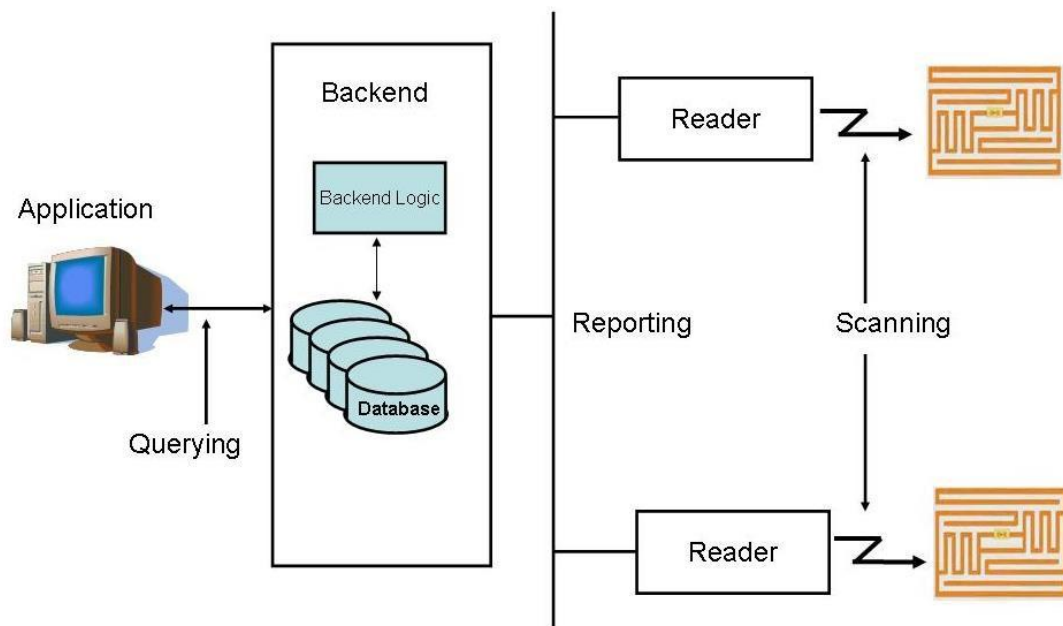 Backend
Reader
Backend Logic
Application
Reporting
Scanning
Database
Querying
Reader